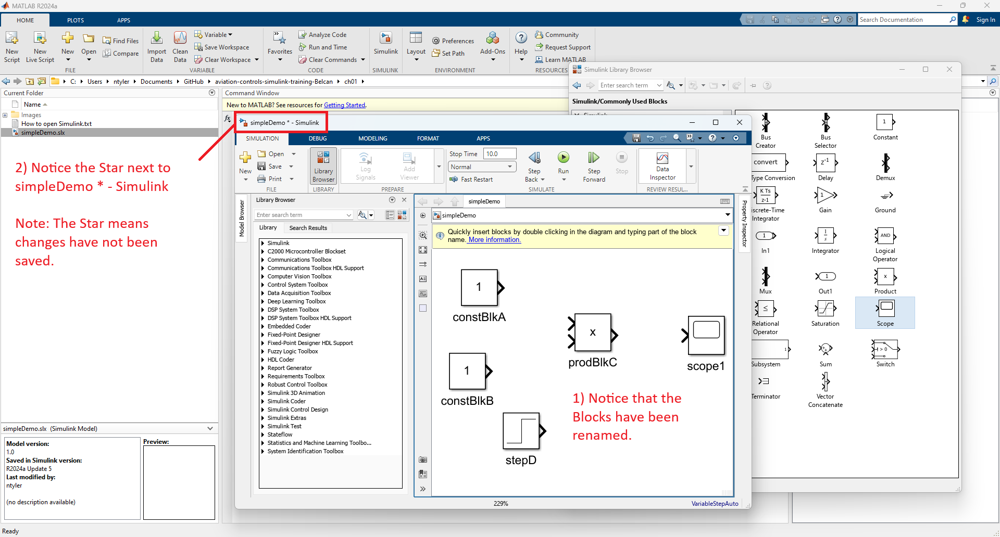 MATLAB R2024a
HOME
PLOTS
APPS
Search Documentation
Sign In
New Script
New Live Script
New
Open
Find Files
Compare
Import Data
Clean Data
Variable
Save Workspace
Clear Workspace
Favorites
Analyze Code
Run and Time
Clear Commands
Simulink
Layout
Preferences
Set Path
Add-Ons
Help
Community
Request Support
Learn MATLAB
FILE
VARIABLE
CODE
SIMULINK
ENVIRONMENT
RESOURCES
C: Users ntyler Documents GitHub aviation-controls-simulink-training-Belcan ch01
Current Folder
Name
Images
How to open Simulink.txt
simpleDemo.slx
2) Notice the Star next to
simpleDemo * - Simulink
Note: The Star means
changes have not been
saved.
simpleDemo.slx (Simulink Model)
Model version:
1.0
Saved in Simulink version:
R2024a Update 5
Last modified by:
ntyler
(no description available)
Preview:
Ready
Command Window
New to MATLAB? See resources for Getting Started.
fx
simpleDemo * - Simulink
SIMULATION
DEBUG
MODELING
FORMAT
APPS
New
Open
Save
Print
Library Browser
Log Signals
Add Viewer
Stop Time 10.0
Normal
Fast Restart
Step Back
Run
Step Forward
Stop
Data Inspector
FILE
LIBRARY
PREPARE
SIMULATE
REVIEW RESUL...
Model Browser
Library Browser
Enter search term
Library
Search Results
Simulink
C2000 Microcontroller Blockset
Communications Toolbox
Communications Toolbox HDL Support
Computer Vision Toolbox
Control System Toolbox
Data Acquisition Toolbox
Deep Learning Toolbox
DSP System Toolbox
DSP System Toolbox HDL Support
Embedded Coder
Fixed-Point Designer
Fixed-Point Designer HDL Support
Fuzzy Logic Toolbox
HDL Coder
Report Generator
Requirements Toolbox
Robust Control Toolbox
Simulink 3D Animation
Simulink Coder
Simulink Control Design
Simulink Extras
Simulink Test
Stateflow
Statistics and Machine Learning Toolbo...
System Identification Toolbox
simpleDemo
simpleDemo
Quickly insert blocks by double clicking in the diagram and typing part of the block
name. More information.
1
constBlkA
1
constBlkB
x
prodBlkC
scope1
stepD
1) Notice that the
Blocks have been
renamed.
Property Inspector
229%
VariableStepAuto
Simulink Library Browser
Enter search term
Simulink/Commonly Used Blocks
Simulink
Bus Creator
Bus Selector
1
Constant
convert
Type Conversion
z-1
Delay
Demux
K Ts
z-1
iscrete-Time
Integrator
1
Gain
Ground
1
In1
1
s
Integrator
AND
Logical
Operator
Mux
1
Out1
x
Product
≤
Relational
Operator
Saturation
Scope
1
Subsystem
Sum
> 0
Switch
Terminator
Vector
Concatenate